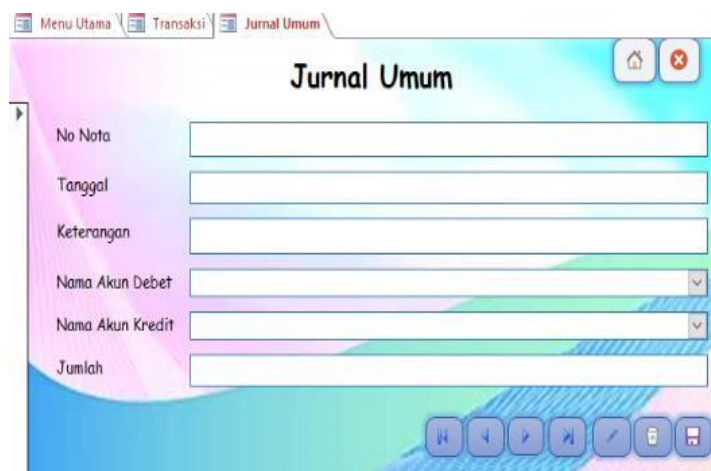 Menu Utama Transaksi Jurnal Umum
Jurnal Umum
No Nota
Tanggal
Keterangan
Nama Akun Debet
Nama Akun Kredit
Jumlah